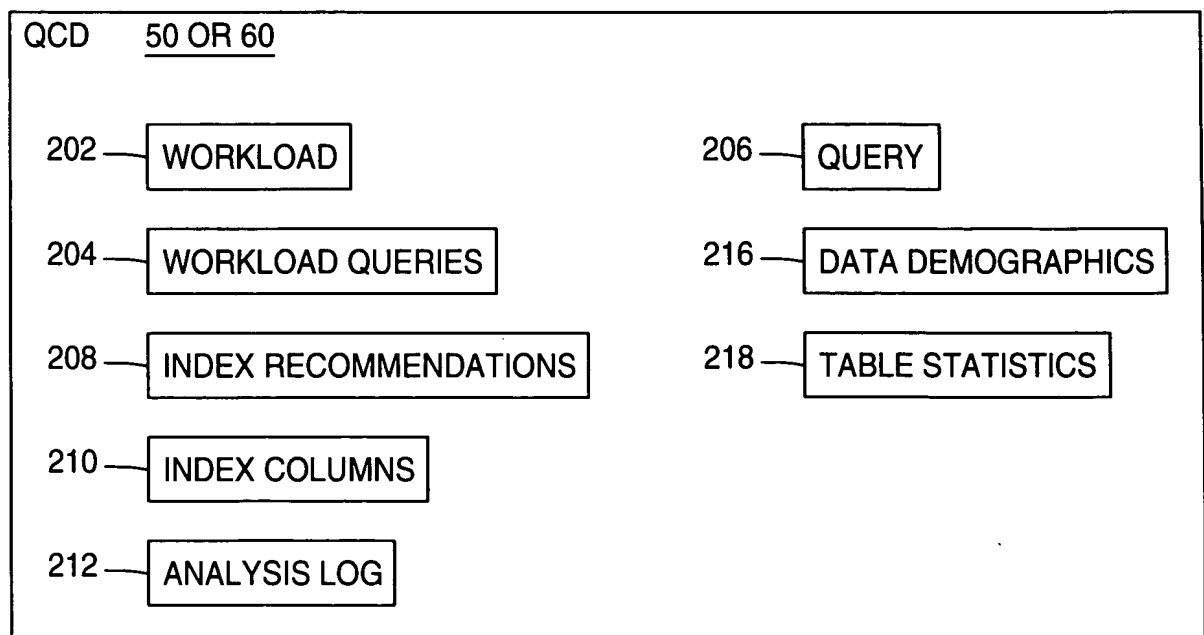 QCD 50 OR 60
202 WORKLOAD
206 QUERY
204 WORKLOAD QUERIES
216 DATA DEMOGRAPHICS
208 INDEX RECOMMENDATIONS
218 TABLE STATISTICS
210 INDEX COLUMNS
212 ANALYSIS LOG